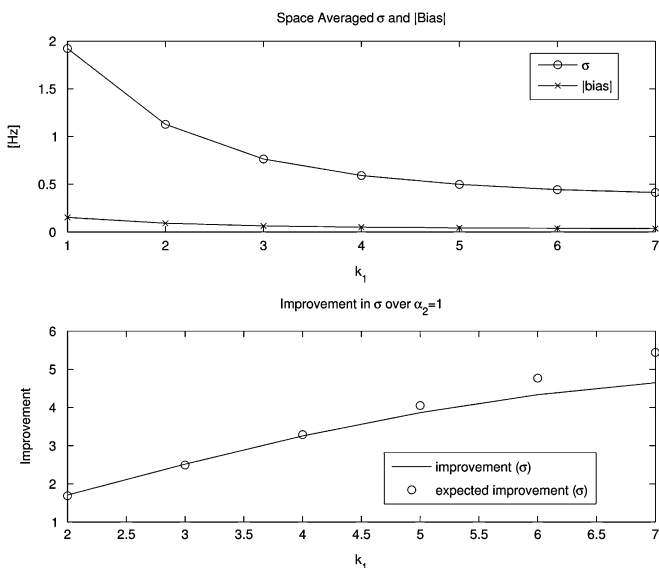 Space Averaged σ and |Bias|
2
1.5
1
0.5
0
[Hz]
σ
|bias|
1 2 3 4 5 6 7
k₁
Improvement in σ over α₂=1
6
5
4
3
2
1
Improvement
improvement (σ)
expected improvement (σ)
2 2.5 3 3.5 4 4.5 5 5.5 6 6.5 7
k₁